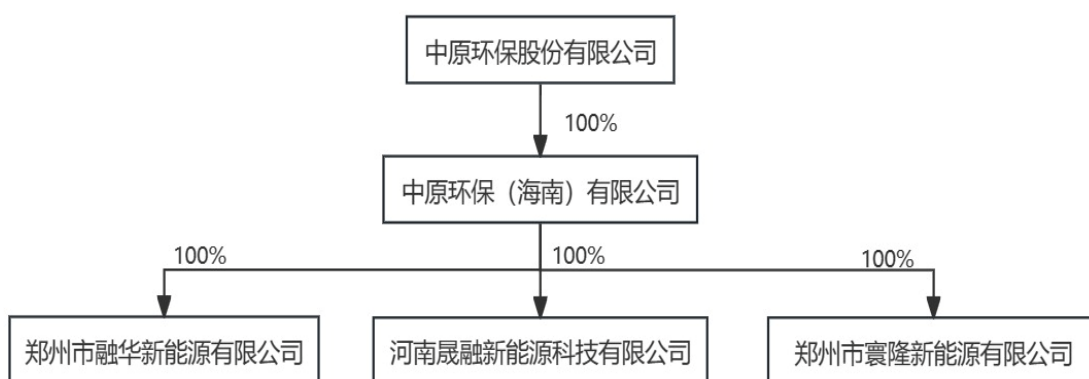 中原环保股份有限公司
100%
中原环保（海南）有限公司
100%
100%
100%
郑州市融华新能源有限公司
河南晟融新能源科技有限公司
郑州市寰隆新能源有限公司